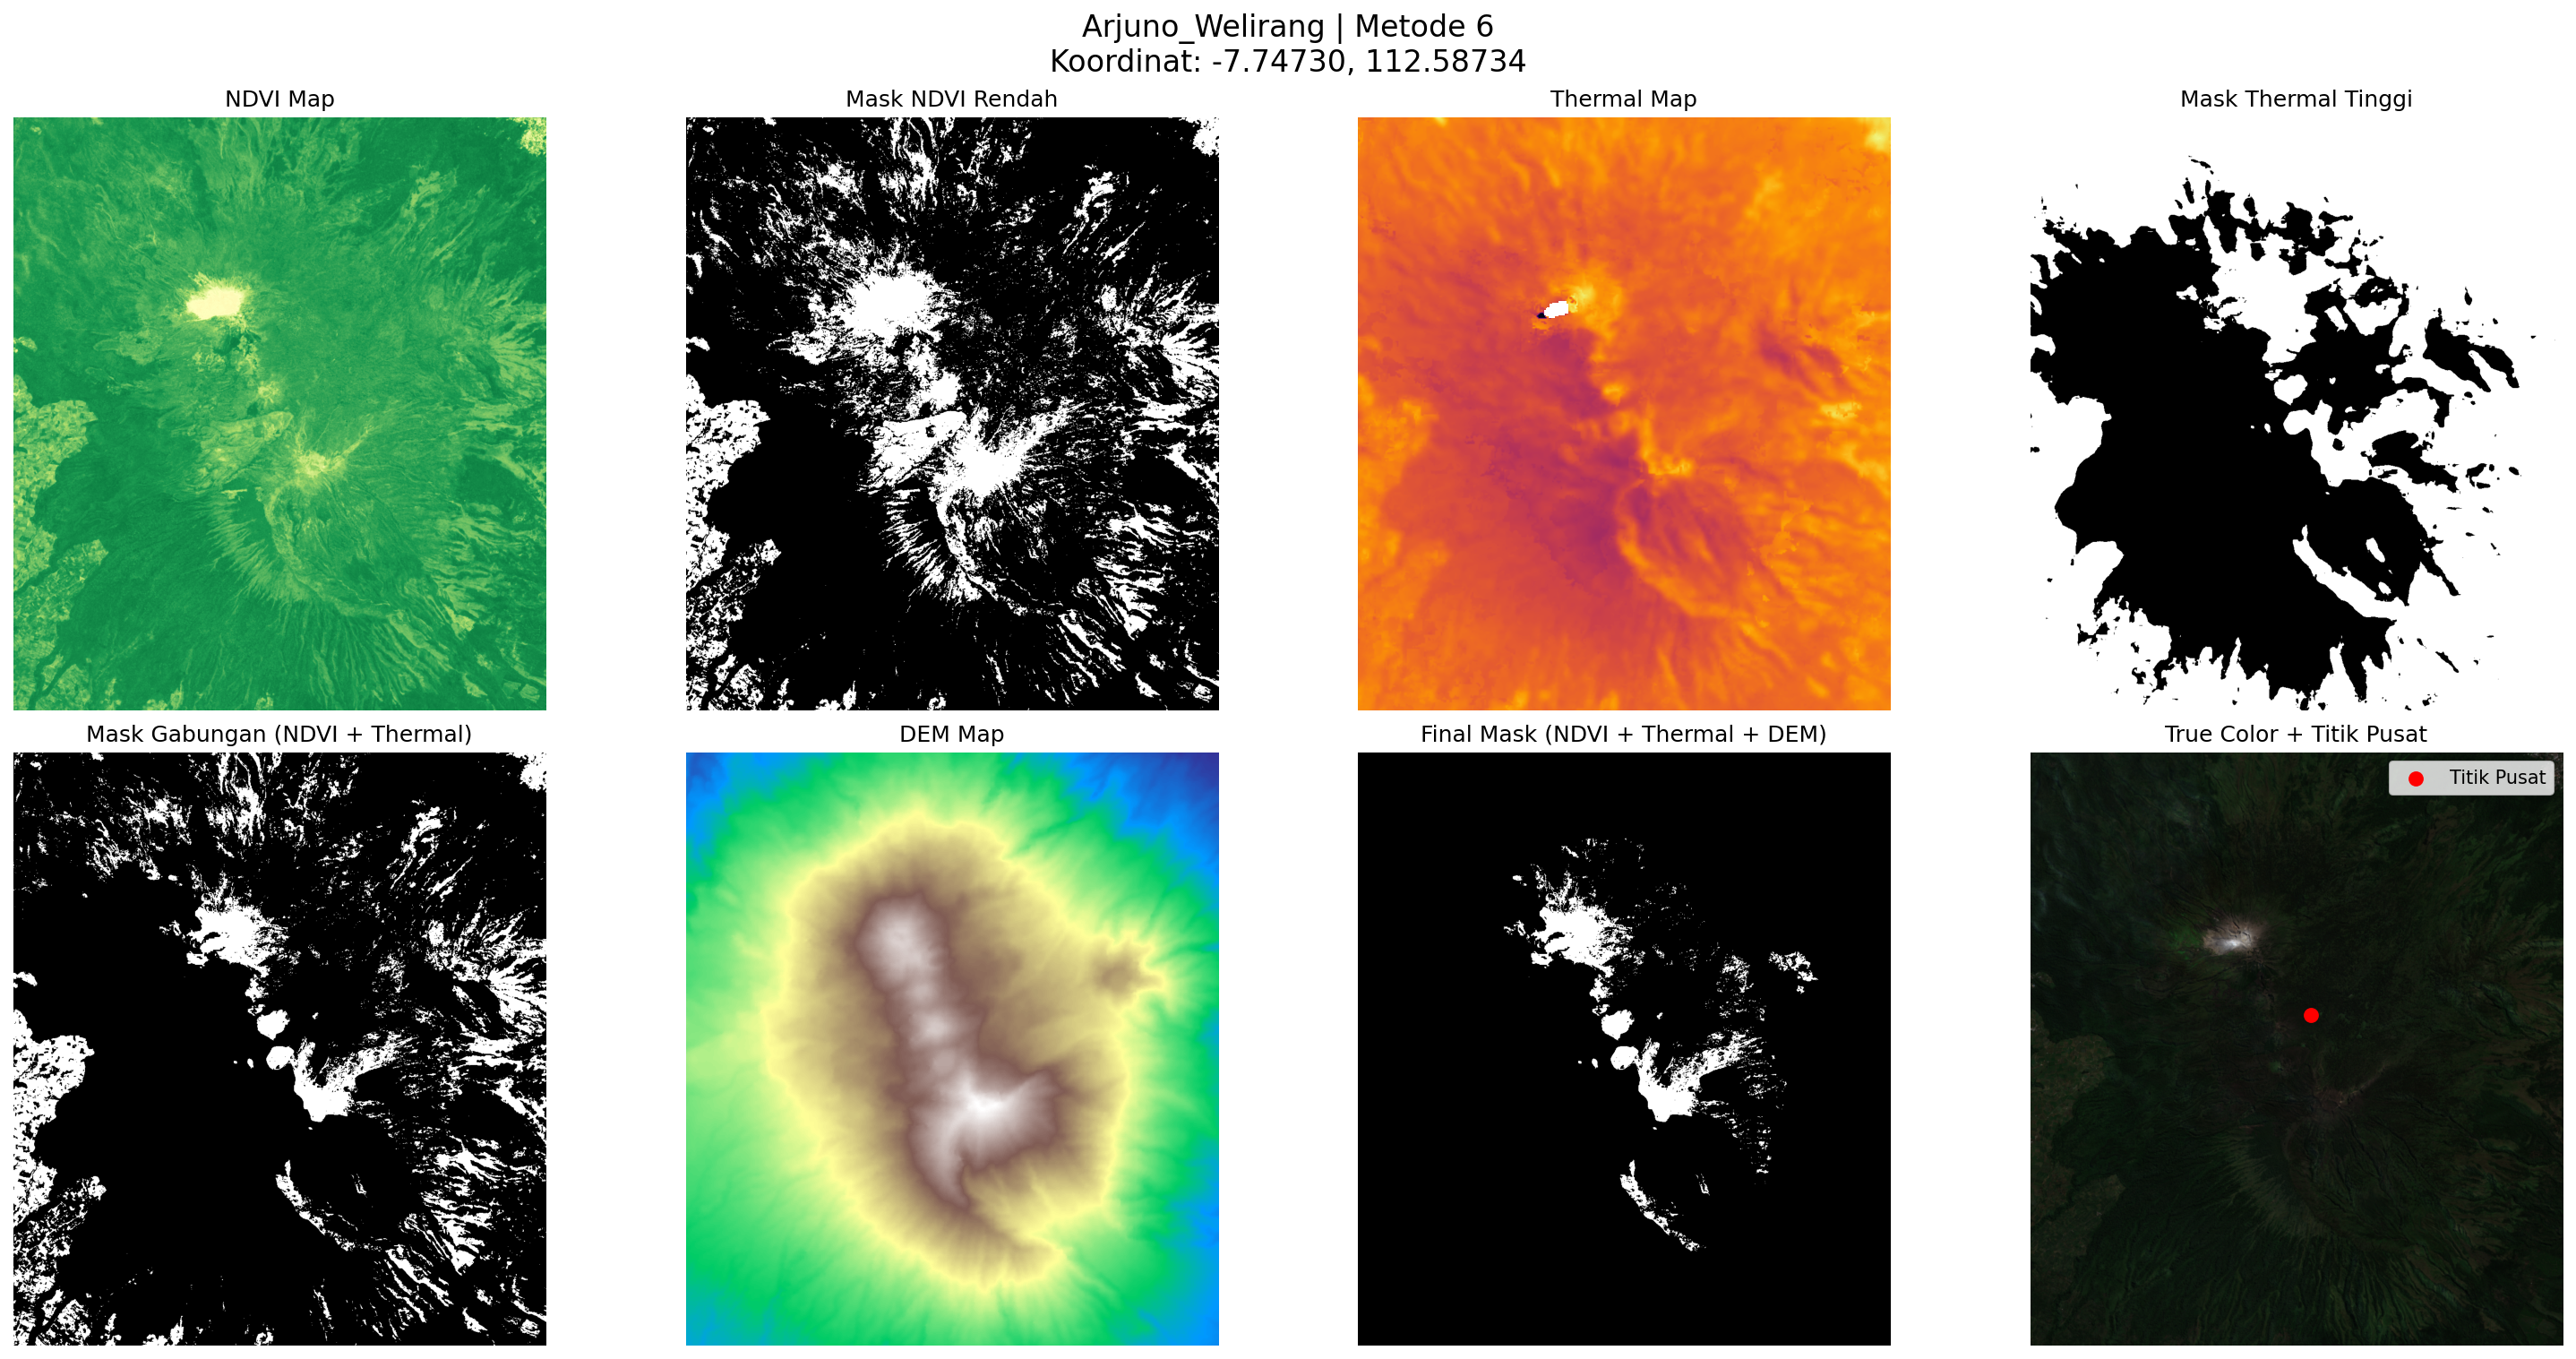 Arjuno_Welirang | Metode 6
Koordinat: -7.74730, 112.58734
NDVI Map
Mask NDVI Rendah
Thermal Map
Mask Thermal Tinggi
Mask Gabungan (NDVI + Thermal)
DEM Map
Final Mask (NDVI + Thermal + DEM)
True Color + Titik Pusat
Titik Pusat